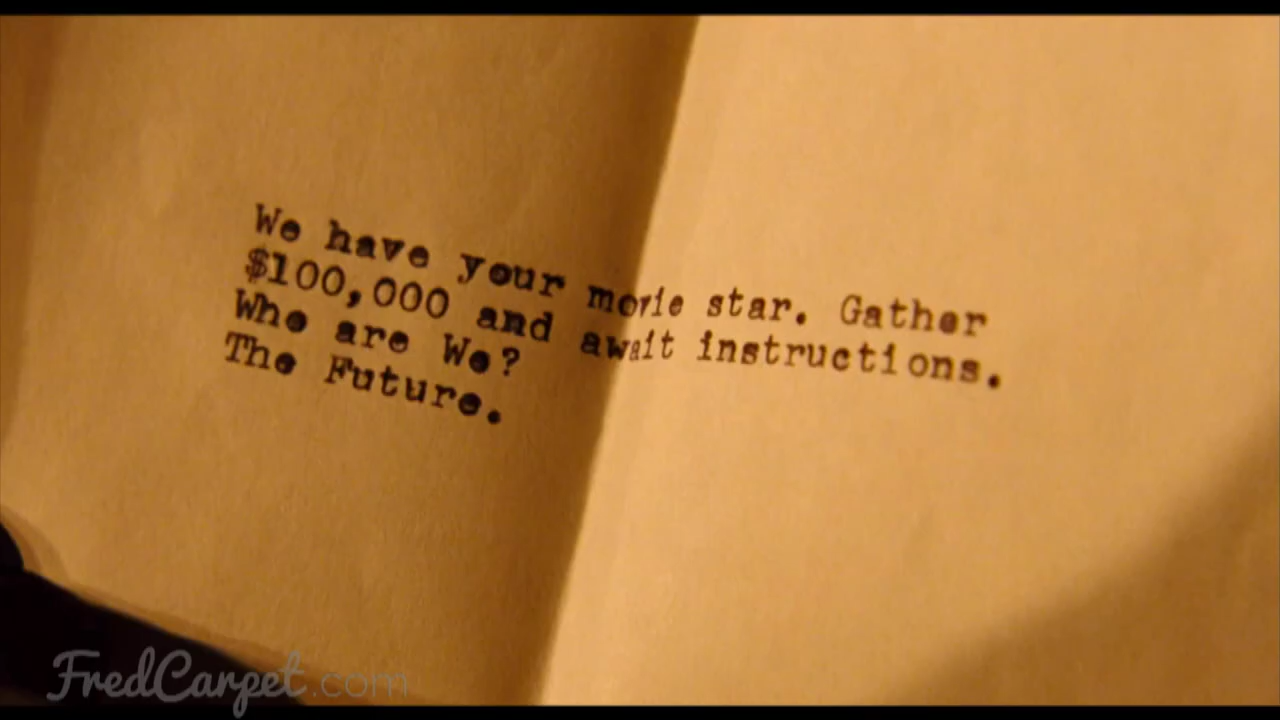 We have your movie star. Gather
$100,000 and await instructions.
Who are We?
The Future.
FredCarpet.com